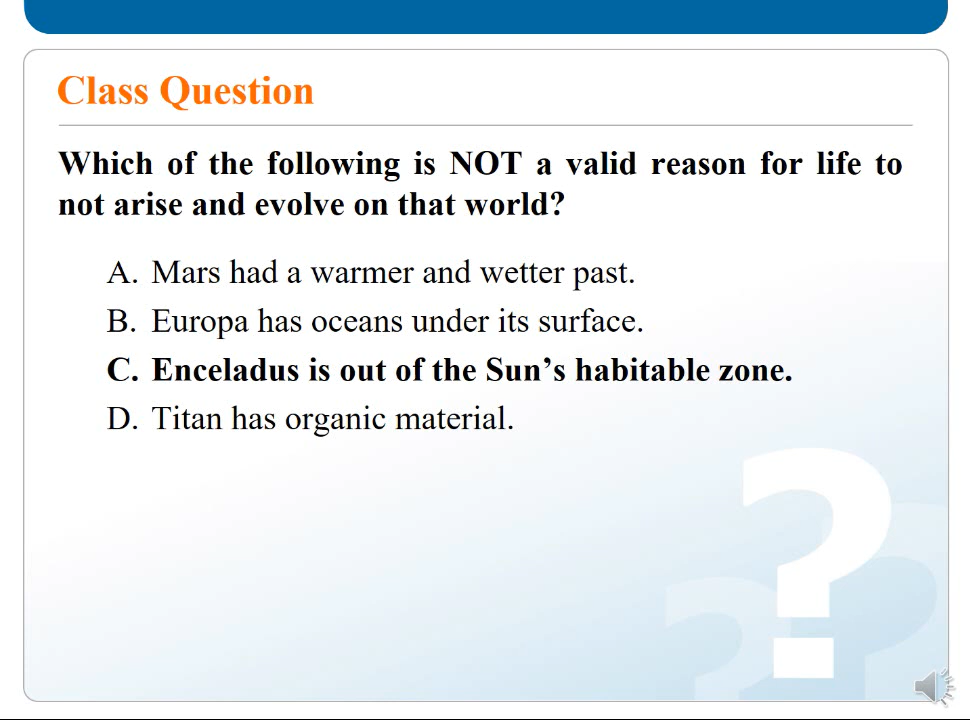 Class Question
Which of the following is NOT a valid reason for life to
not arise and evolve on that world?
A. Mars had a warmer and wetter past.
B. Europa has oceans under its surface.
C. Enceladus is out of the Sun’s habitable zone.
D. Titan has organic material.